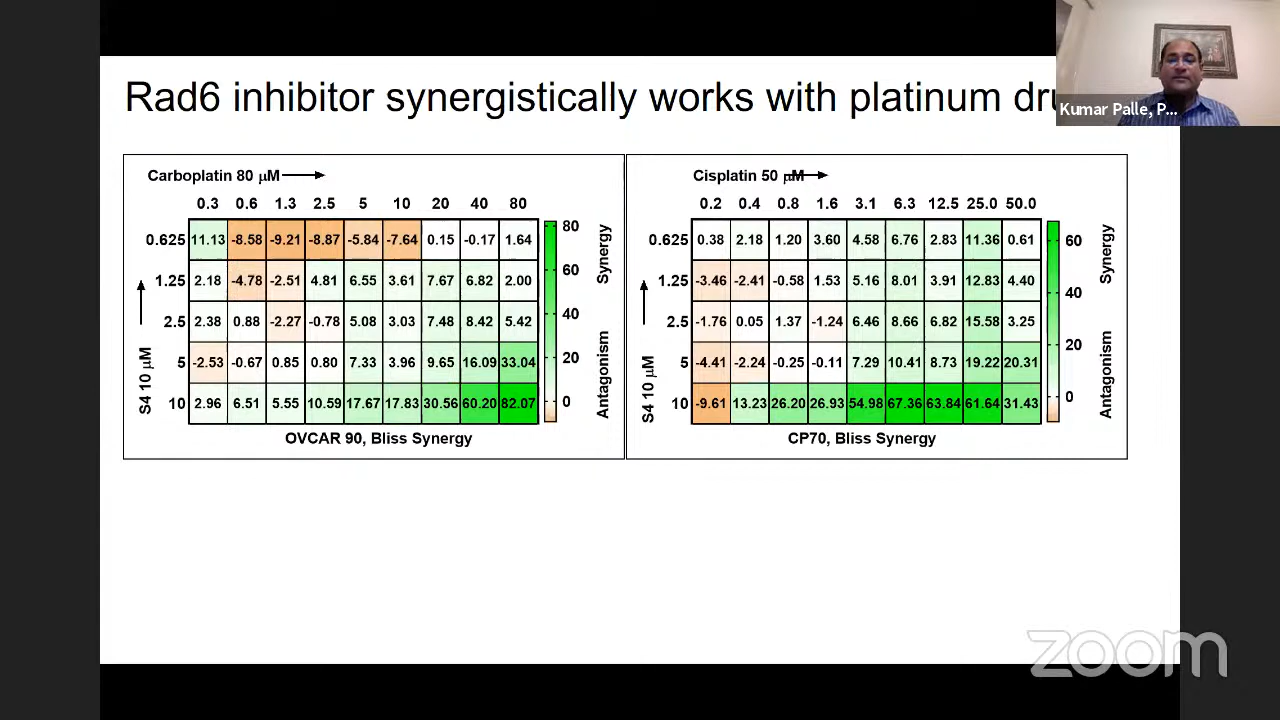 Rad6 inhibitor synergistically works with platinum
Kumar Palle, P...
Carboplatin 80 µM
0.3 0.6 1.3 2.5 5 10 20 40 80
0.625 11.13 -8.58 -9.21 -8.87 -5.84 -7.64 0.15 -0.17 1.64
1.25 2.18 -4.78 -2.51 4.81 6.55 3.61 7.67 6.82 2.00
2.5 2.38 0.88 -2.27 -0.78 5.08 3.03 7.48 8.42 5.42
5 -2.53 -0.67 0.85 0.80 7.33 3.96 9.65 16.09 33.04
10 2.96 6.51 5.55 10.59 17.67 17.83 30.56 60.20 82.07
S4 10 µM
80
60
40
20
0
Synergy
Antagonism
OVCAR 90, Bliss Synergy
Cisplatin 50 µM
0.2 0.4 0.8 1.6 3.1 6.3 12.5 25.0 50.0
0.625 0.38 2.18 1.20 3.60 4.58 6.76 2.83 11.36 0.61
1.25 -3.46 -2.41 -0.58 1.53 5.16 8.01 3.91 12.83 4.40
2.5 -1.76 0.05 1.37 -1.24 6.46 8.66 6.82 15.58 3.25
5 -4.41 -2.24 -0.25 -0.11 7.29 10.41 8.73 19.22 20.31
10 -9.61 13.23 26.20 26.93 54.98 67.36 63.84 61.64 31.43
S4 10 µM
60
40
20
0
Synergy
Antagonism
CP70, Bliss Synergy
zoom